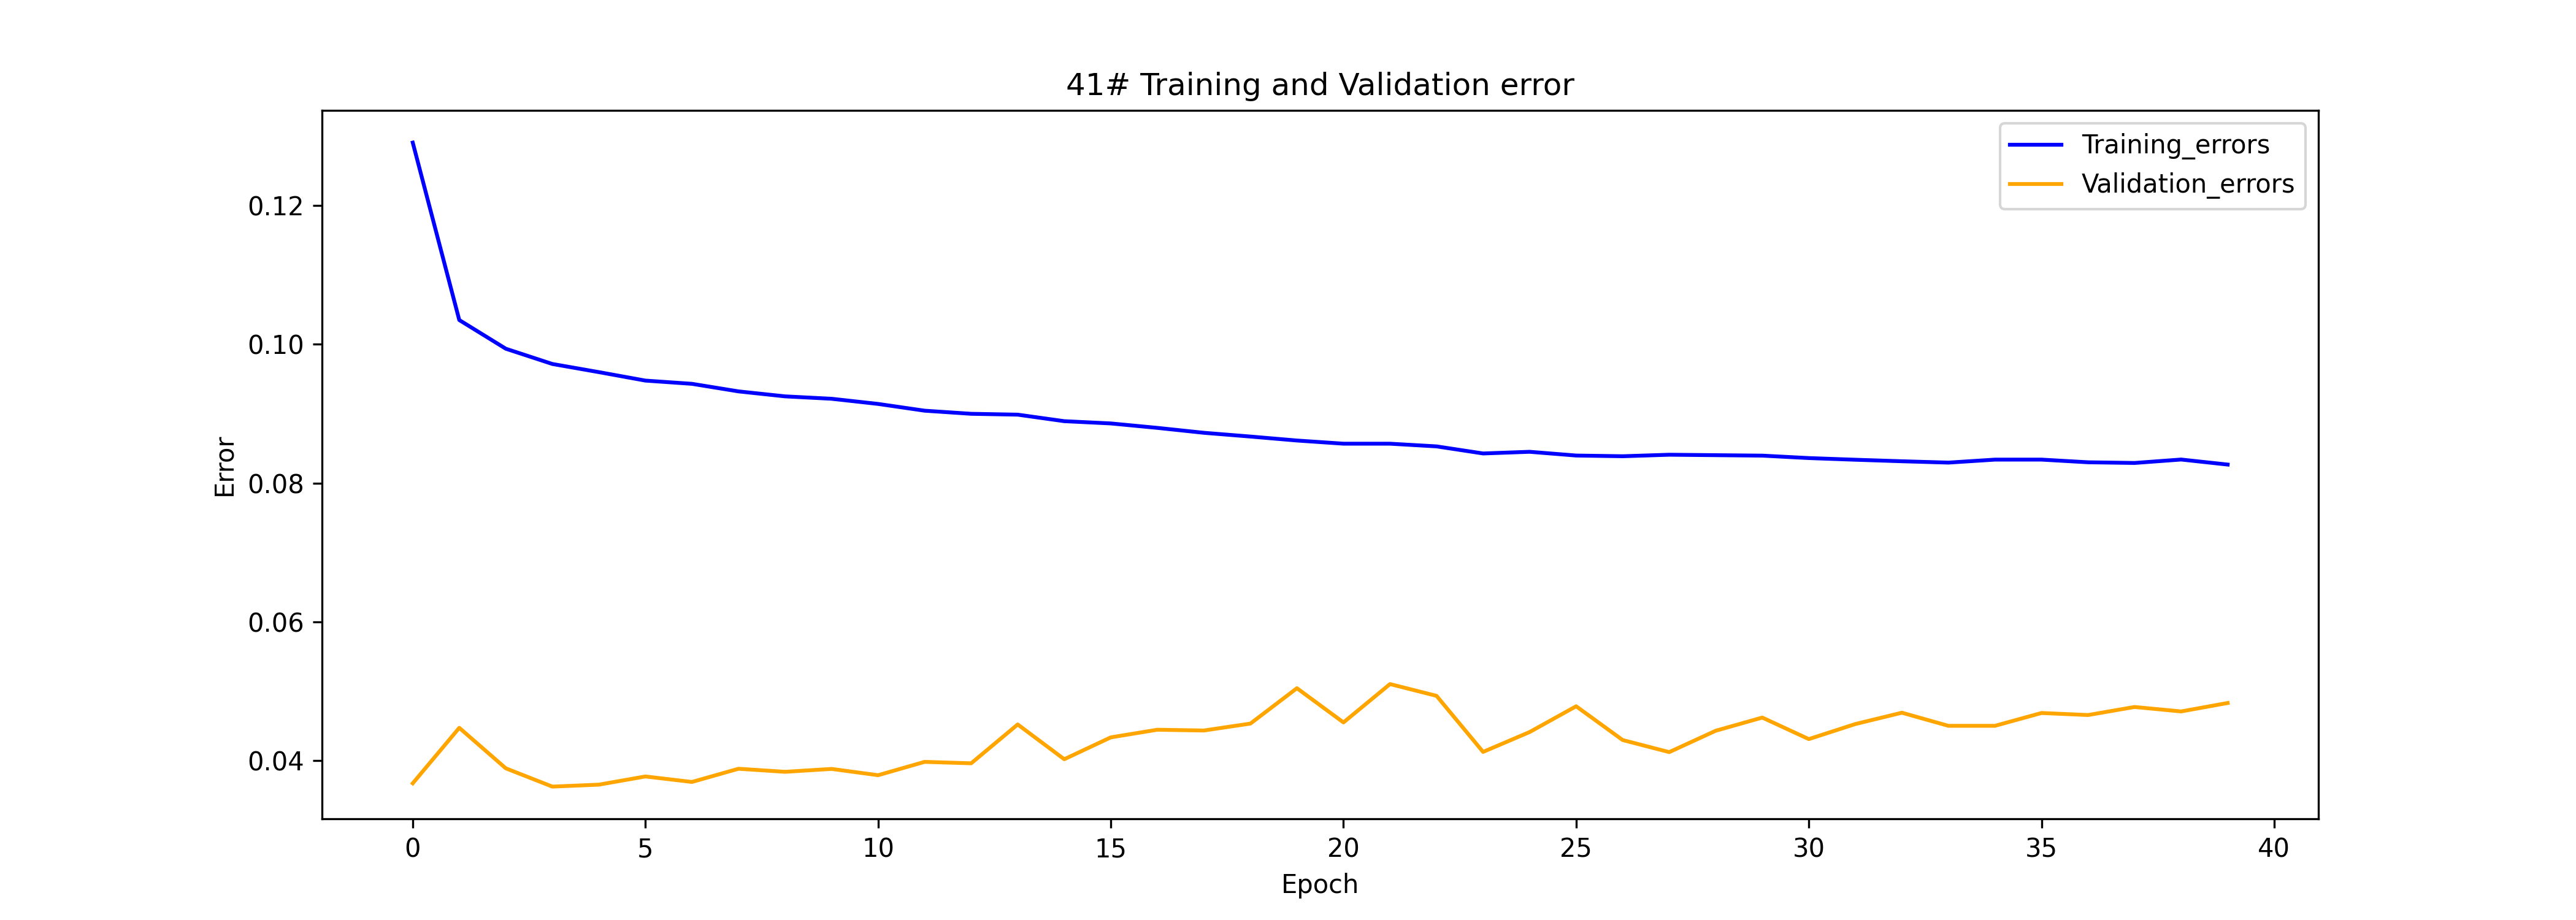 41# Training and Validation error
Training_errors
Validation_errors
0.12
0.10
0.08
0.06
0.04
Error
0 5 10 15 20 25 30 35 40
Epoch